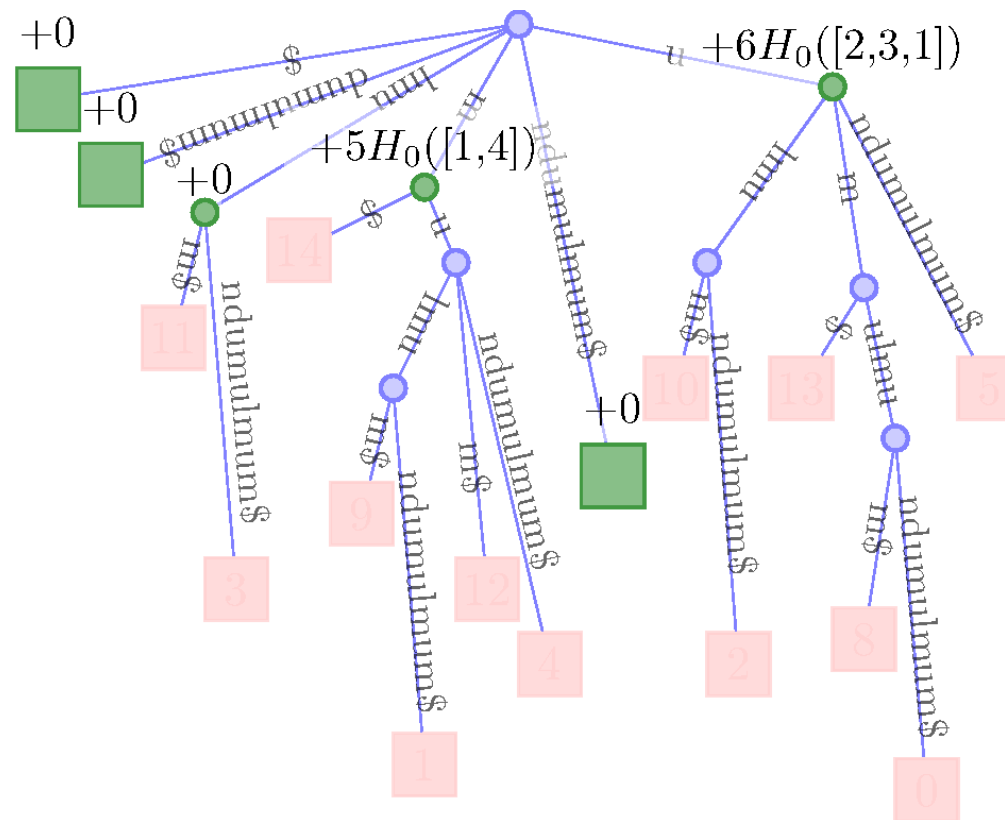 +0
$
u
+6H₀([2,3,1])
+0
dumulmum$
lmu
m
ndumulmum$
+5H₀([1,4])
+0
$
u
lmu
m
ndumulmum$
14
m$
ndumulmum$
11
lmu
m$
ndumulmum$
m$
ndumulmum$
$
ulmu
10
13
5
+0
m$
ndumulmum$
m$
ndumulmum$
9
3
12
4
2
8
1
0